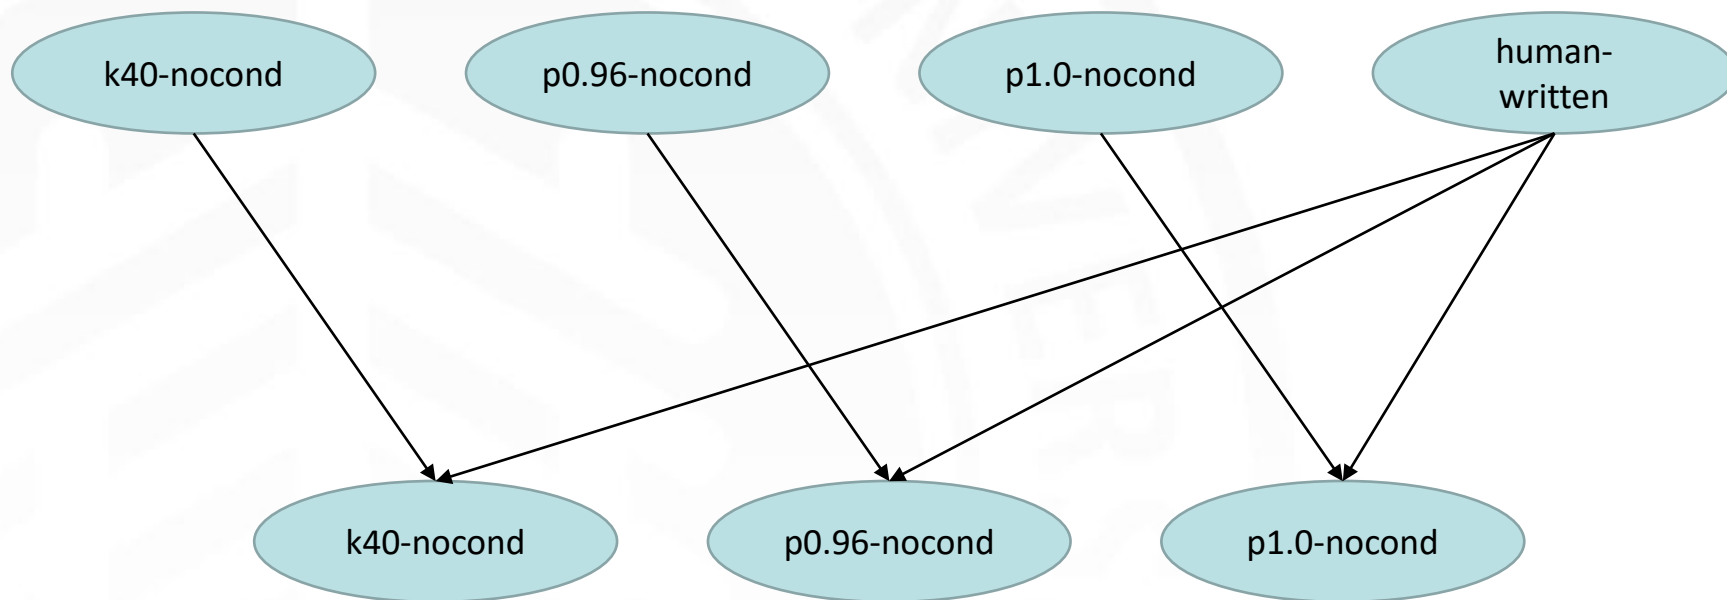 k40-nocond
p0.96-nocond
p1.0-nocond
human-
written
k40-nocond
p0.96-nocond
p1.0-nocond